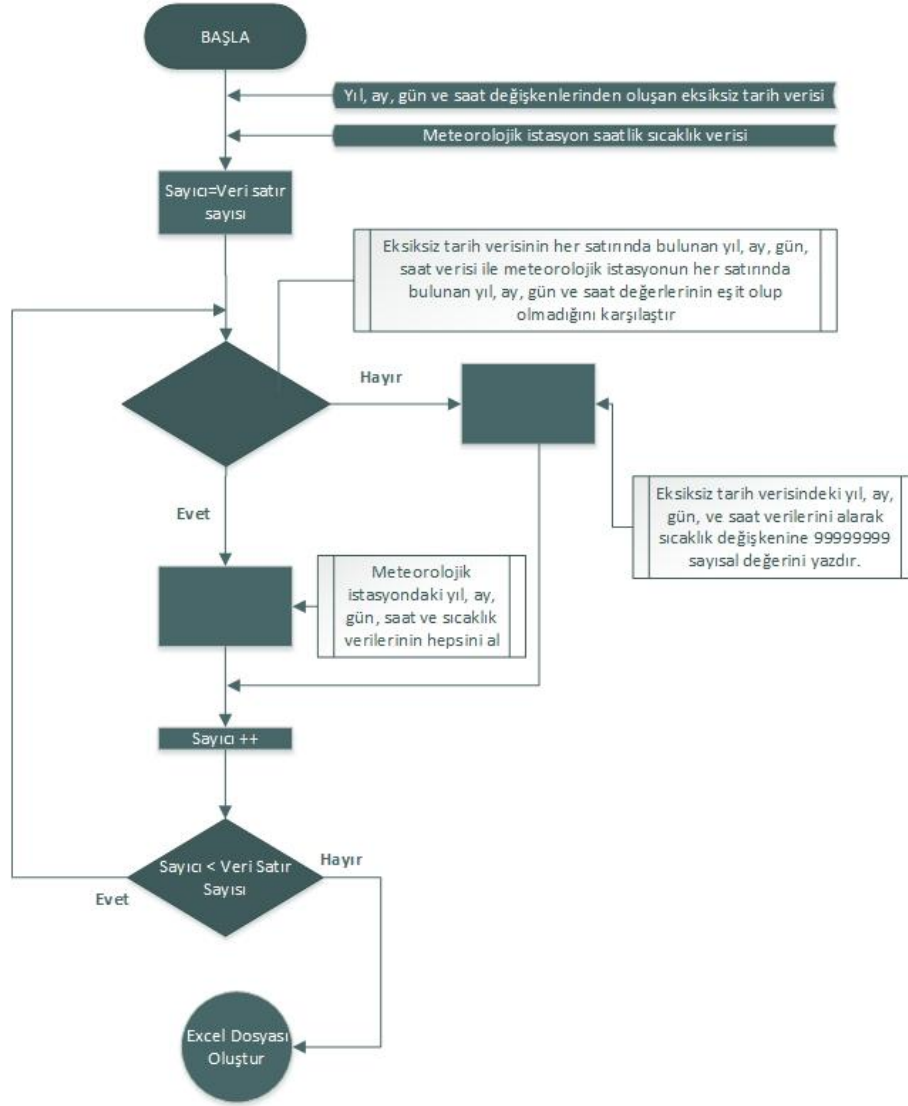 BAŞLA
Yıl, ay, gün ve saat değişkenlerinden oluşan eksiksiz tarih verisi
Meteorolojik istasyon saatlik sıcaklık verisi
Sayıcı=Veri satır
sayısı
Eksiksiz tarih verisinin her satırında bulunan yıl, ay, gün,
saat verisi ile meteorolojik istasyonun her satırında
bulunan yıl, ay, gün ve saat değerlerinin eşit olup
olmadığını karşılaştır
Hayır
Evet
Eksiksiz tarih verisindeki yıl, ay,
gün, ve saat verilerini alarak
sıcaklık değişkenine 99999999
sayısal değerini yazdır.
Meteorolojik
istasyondaki yıl, ay,
gün, saat ve sıcaklık
verilerinin hepsini al
Sayıcı ++
Sayıcı < Veri Satır
Sayısı
Hayır
Evet
Excel Dosyası
Oluştur